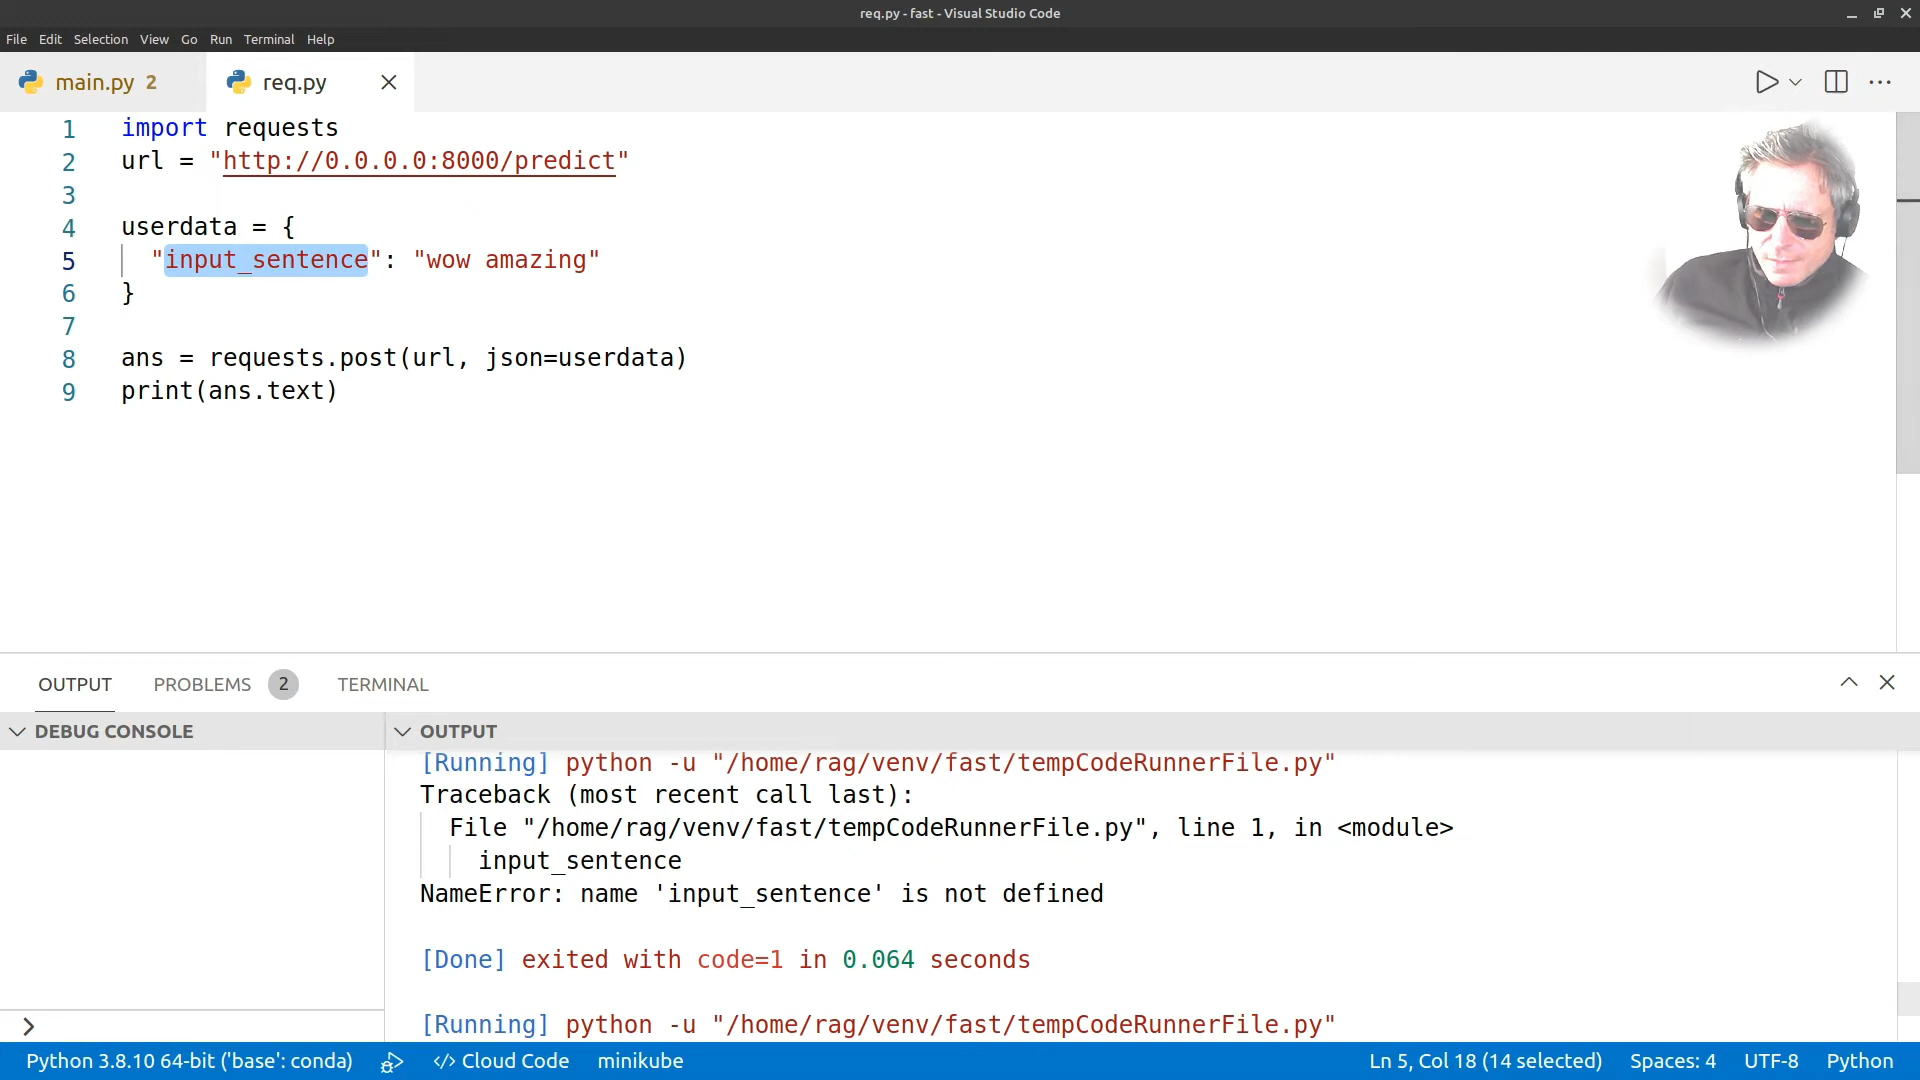 req.py - fast - Visual Studio Code
File Edit Selection View Go Run Terminal Help
main.py 2 req.py
1 import requests
2 url = "http://0.0.0.0:8000/predict"
3
4 userdata = {
5 "input_sentence": "wow amazing"
6 }
7
8 ans = requests.post(url, json=userdata)
9 print(ans.text)
OUTPUT PROBLEMS 2 TERMINAL
DEBUG CONSOLE
OUTPUT
[Running] python -u "/home/rag/venv/fast/tempCodeRunnerFile.py"
Traceback (most recent call last):
File "/home/rag/venv/fast/tempCodeRunnerFile.py", line 1, in <module>
input_sentence
NameError: name 'input_sentence' is not defined
[Done] exited with code=1 in 0.064 seconds
[Running] python -u "/home/rag/venv/fast/tempCodeRunnerFile.py"
Python 3.8.10 64-bit ('base': conda) Cloud Code minikube Ln 5, Col 18 (14 selected) Spaces: 4 UTF-8 Python